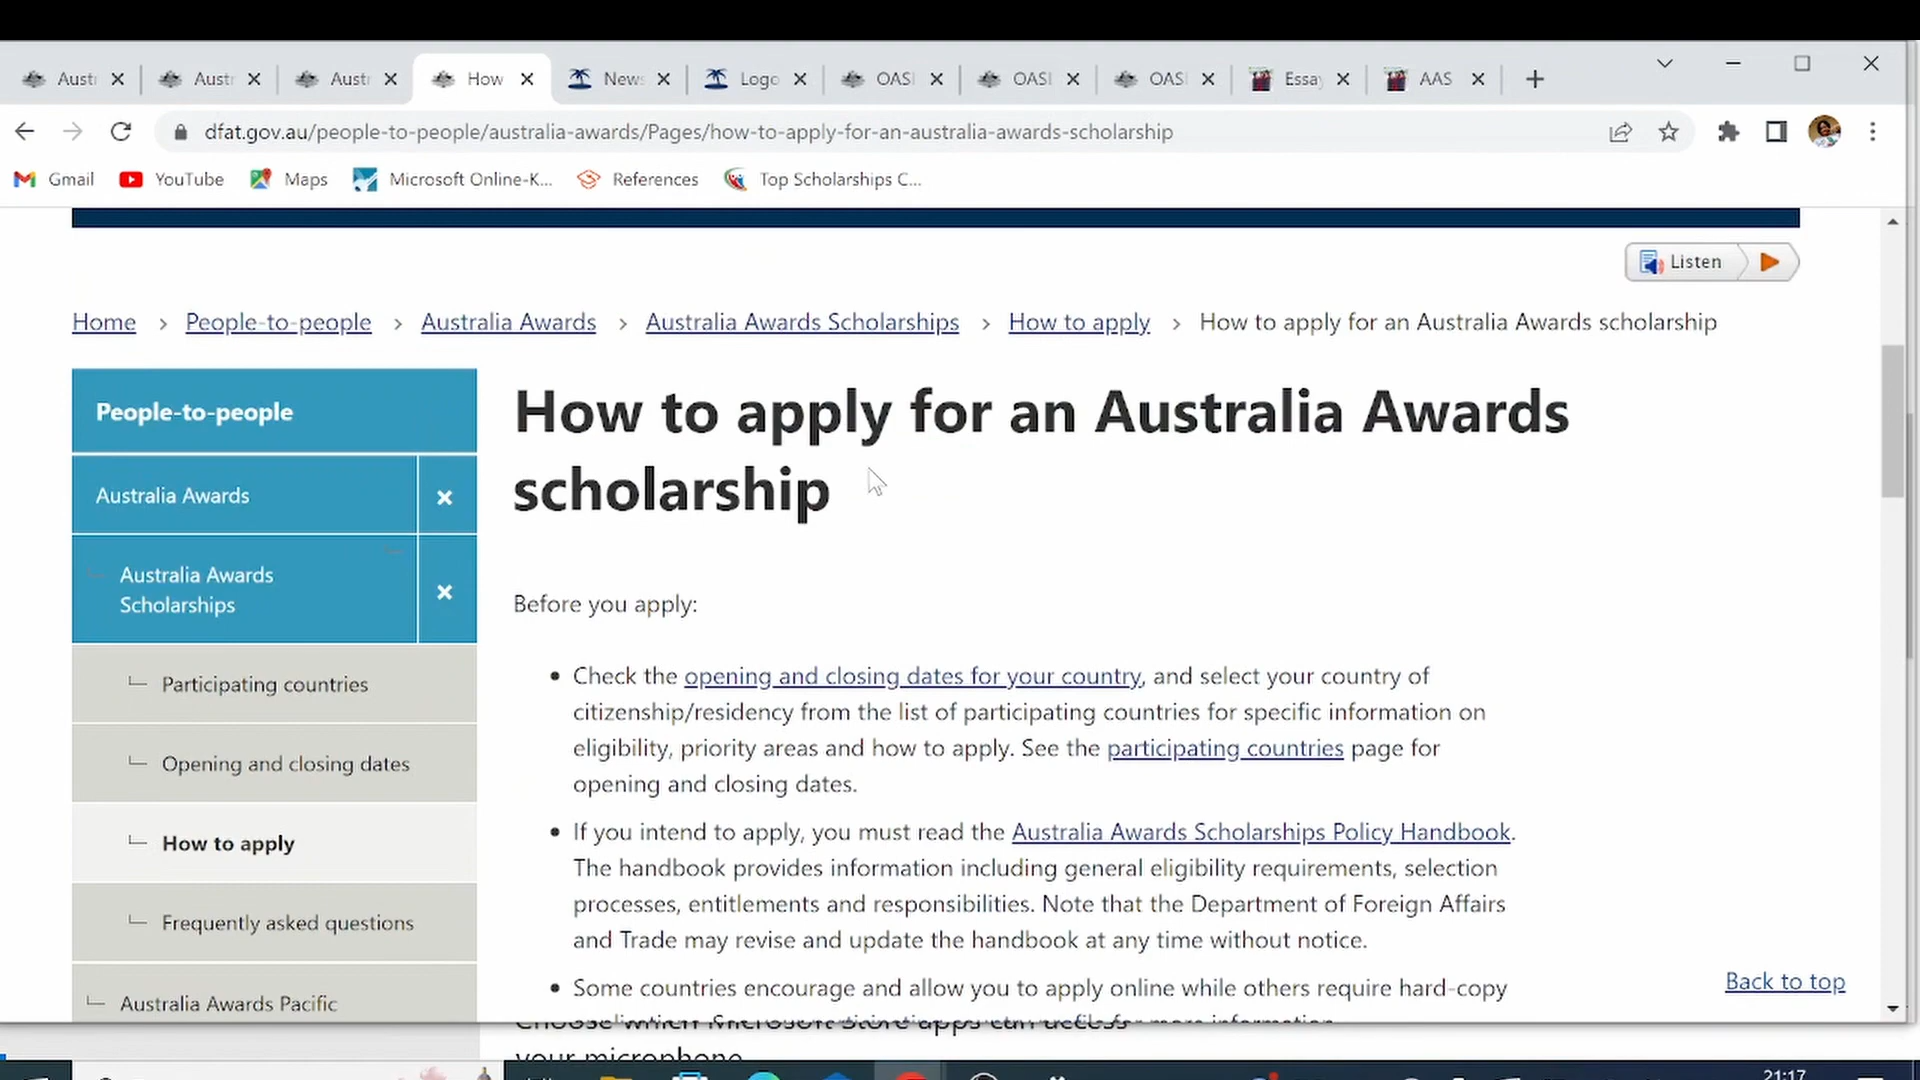 Aust
Aust
Aust
How
News
Logo
OASI
OASI
OAS
Essay
AAS
dfat.gov.au/people-to-people/australia-awards/Pages/how-to-apply-for-an-australia-awards-scholarship
Gmail
YouTube
Maps
Microsoft Online-K...
References
Top Scholarships C...
Listen
Home › People-to-people › Australia Awards › Australia Awards Scholarships › How to apply › How to apply for an Australia Awards scholarship
People-to-people
Australia Awards
Australia Awards
Scholarships
Participating countries
Opening and closing dates
How to apply
Frequently asked questions
Australia Awards Pacific
How to apply for an Australia Awards
scholarship
Before you apply:
• Check the opening and closing dates for your country, and select your country of
citizenship/residency from the list of participating countries for specific information on
eligibility, priority areas and how to apply. See the participating countries page for
opening and closing dates.
• If you intend to apply, you must read the Australia Awards Scholarships Policy Handbook.
The handbook provides information including general eligibility requirements, selection
processes, entitlements and responsibilities. Note that the Department of Foreign Affairs
and Trade may revise and update the handbook at any time without notice.
• Some countries encourage and allow you to apply online while others require hard-copy
Back to top
Choose which Microsoft Store apps can access
your microphone
21:17